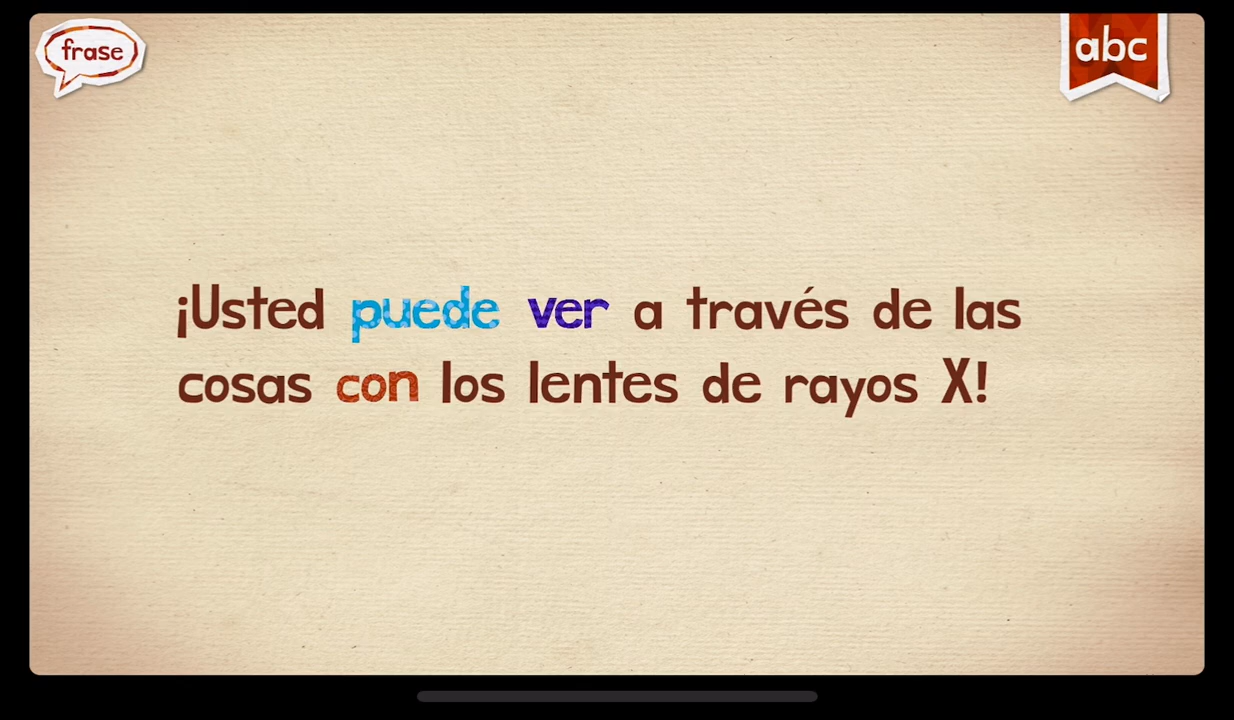 frase
abc
¡Usted puede ver a través de las
cosas con los lentes de rayos X!